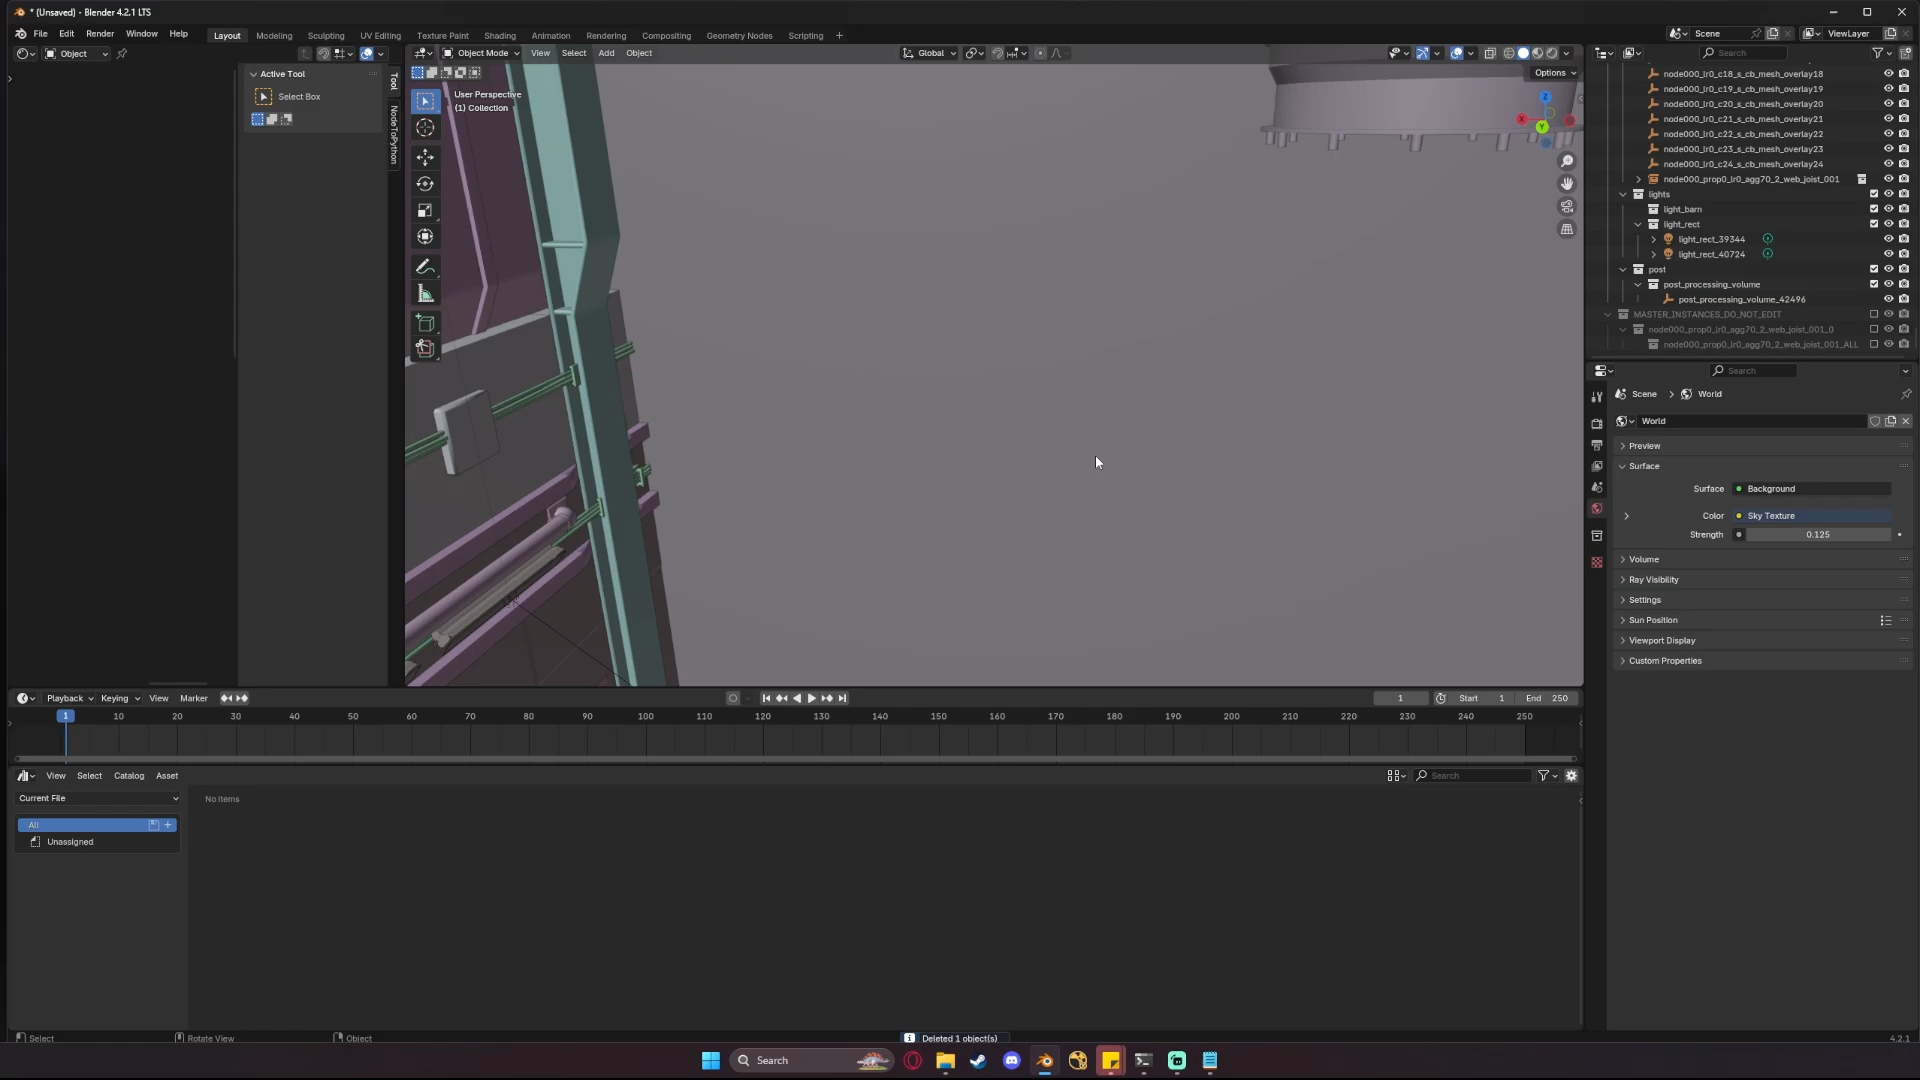 * (Unsaved) - Blender 4.2.1 LTS
File Edit Render Window Help
Layout Modeling Sculpting UV Editing Texture Paint Shading Animation Rendering Compositing Geometry Nodes Scripting +
Scene
ViewLayer
Object
Object Mode View Select Add Object
Global
Search
Options
Active Tool
Select Box
Tool
NodeToPython
User Perspective
(1) Collection
Z
X
Y
node000_lr0_c18_s_cb_mesh_overlay18
node000_lr0_c19_s_cb_mesh_overlay19
node000_lr0_c20_s_cb_mesh_overlay20
node000_lr0_c21_s_cb_mesh_overlay21
node000_lr0_c22_s_cb_mesh_overlay22
node000_lr0_c23_s_cb_mesh_overlay23
node000_lr0_c24_s_cb_mesh_overlay24
node000_prop0_lr0_agg70_2_web_joist_001
lights
light_barn
light_rect
light_rect_39344
light_rect_40724
post
post_processing_volume
post_processing_volume_42496
MASTER_INSTANCES_DO_NOT_EDIT
node000_prop0_lr0_agg70_2_web_joist_001_0
node000_prop0_lr0_agg70_2_web_joist_001_ALL
Search
Scene > World
World
Preview
Surface
Surface Background
Color Sky Texture
Strength 0.125
Volume
Ray Visibility
Settings
Sun Position
Viewport Display
Custom Properties
Playback Keying View Marker
1 Start 1 End 250
1 10 20 30 40 50 60 70 80 90 100 110 120 130 140 150 160 170 180 190 200 210 220 230 240 250
View Select Catalog Asset
Search
Current File
No items
All
Unassigned
Select Rotate View Object
Deleted 1 object(s)
4.2.1
Search